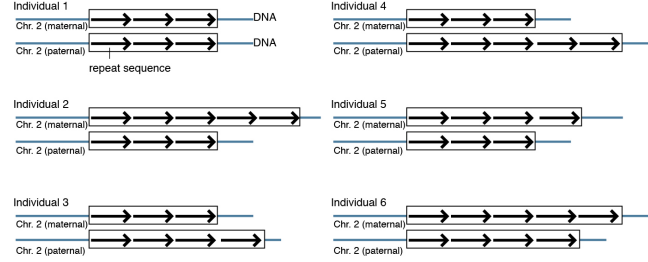 Individual 1
Chr. 2 (maternal)
DNA
Chr. 2 (paternal)
DNA
repeat sequence
Individual 2
Chr. 2 (maternal)
Chr. 2 (paternal)
Individual 3
Chr. 2 (maternal)
Chr. 2 (paternal)
Individual 4
Chr. 2 (maternal)
Chr. 2 (paternal)
Individual 5
Chr. 2 (maternal)
Chr. 2 (paternal)
Individual 6
Chr. 2 (maternal)
Chr. 2 (paternal)